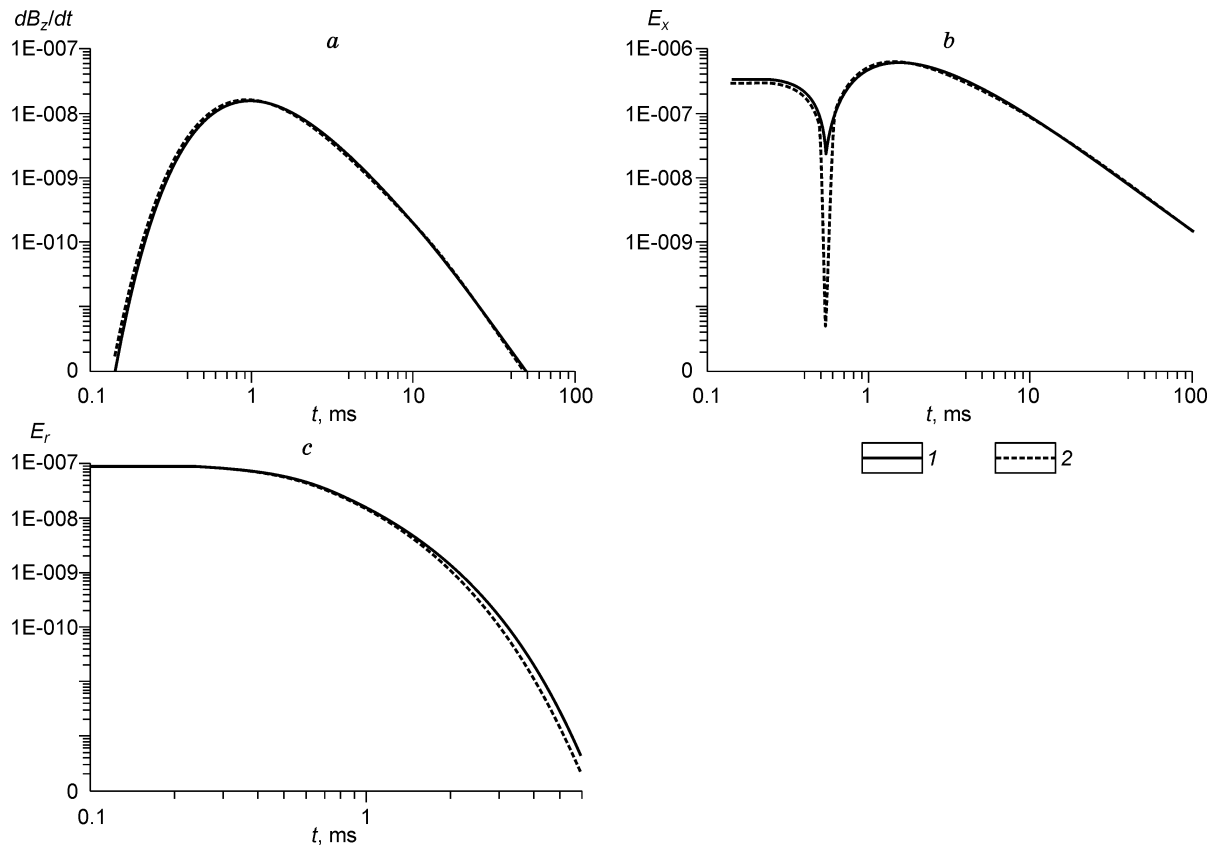 dBz/dt
a
1E-007
1E-008
1E-009
1E-010
0
0.1 1 10 100
t, ms
Ex
b
1E-006
1E-007
1E-008
1E-009
0
0.1 1 10 100
t, ms
Er
c
1E-007
1E-008
1E-009
1E-010
0
0.1 1
t, ms
1 2